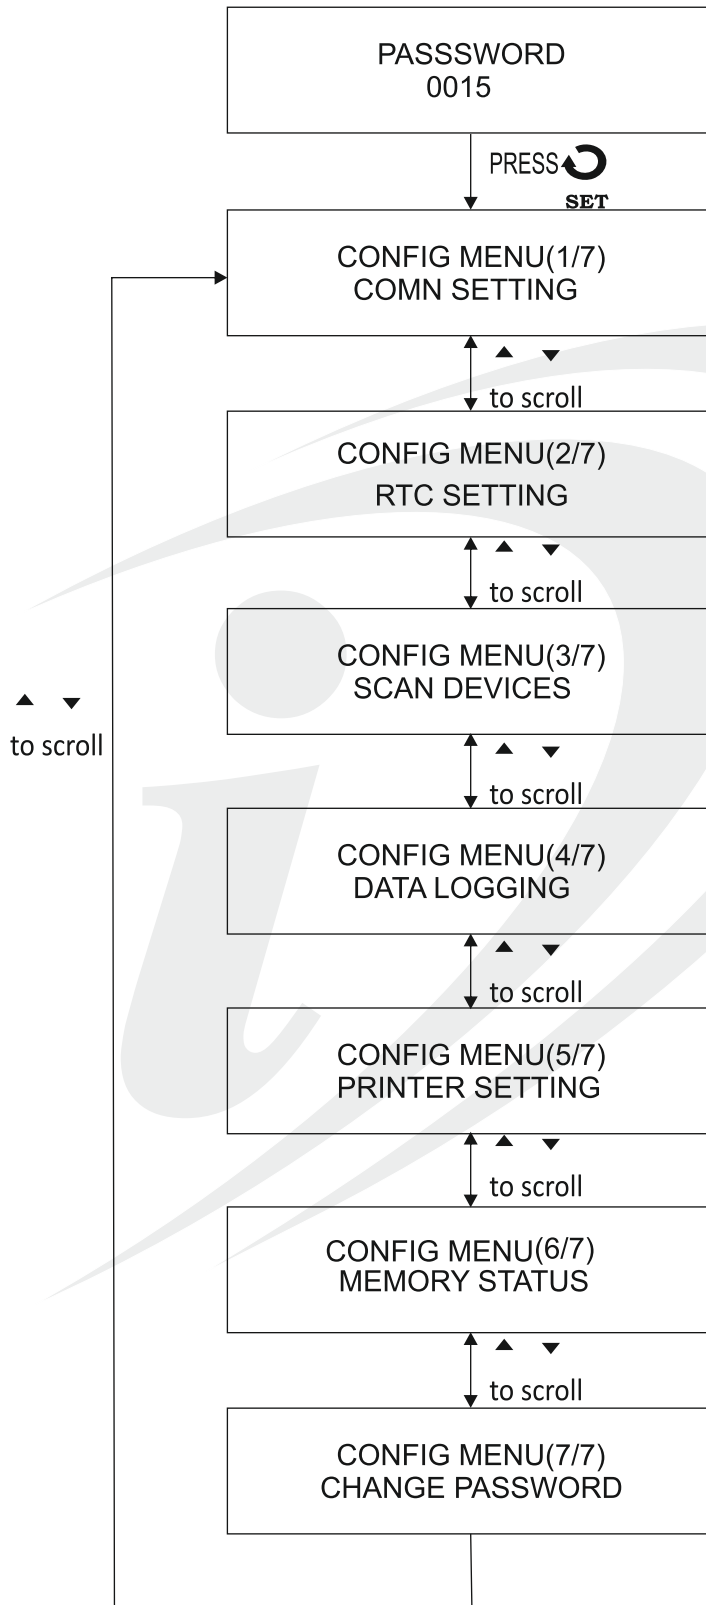 PASSSWORD
0015
PRESS
SET
CONFIG MENU(1/7)
COMN SETTING
to scroll
CONFIG MENU(2/7)
RTC SETTING
to scroll
CONFIG MENU(3/7)
SCAN DEVICES
to scroll
to scroll
CONFIG MENU(4/7)
DATA LOGGING
to scroll
CONFIG MENU(5/7)
PRINTER SETTING
to scroll
CONFIG MENU(6/7)
MEMORY STATUS
to scroll
CONFIG MENU(7/7)
CHANGE PASSWORD